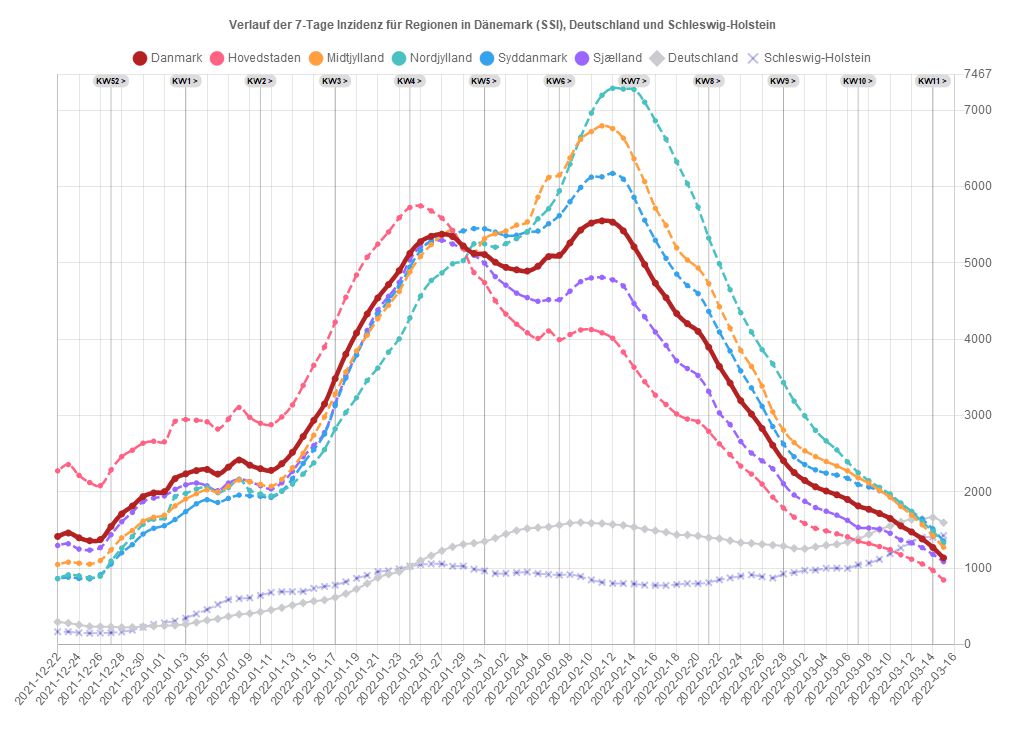 Verlauf der 7-Tage Inzidenz für Regionen in Dänemark (SSI), Deutschland und Schleswig-Holstein
Danmark Hovedstaden Midtjylland Nordjylland Syddanmark Sjælland Deutschland Schleswig-Holstein
KW52 > KW1 > KW2 > KW3 > KW4 > KW5 > KW6 > KW7 > KW8 > KW9 > KW10 > KW11 >
7467
7000
6000
5000
4000
3000
2000
1000
0
2021-12-22 2021-12-24 2021-12-26 2021-12-28 2021-12-30 2022-01-01 2022-01-03 2022-01-05 2022-01-07 2022-01-09 2022-01-11 2022-01-13 2022-01-15 2022-01-17 2022-01-19 2022-01-21 2022-01-23 2022-01-25 2022-01-27 2022-01-29 2022-01-31 2022-02-02 2022-02-04 2022-02-06 2022-02-08 2022-02-10 2022-02-12 2022-02-14 2022-02-16 2022-02-18 2022-02-20 2022-02-22 2022-02-24 2022-02-26 2022-02-28 2022-03-02 2022-03-04 2022-03-06 2022-03-08 2022-03-10 2022-03-12 2022-03-14 2022-03-16